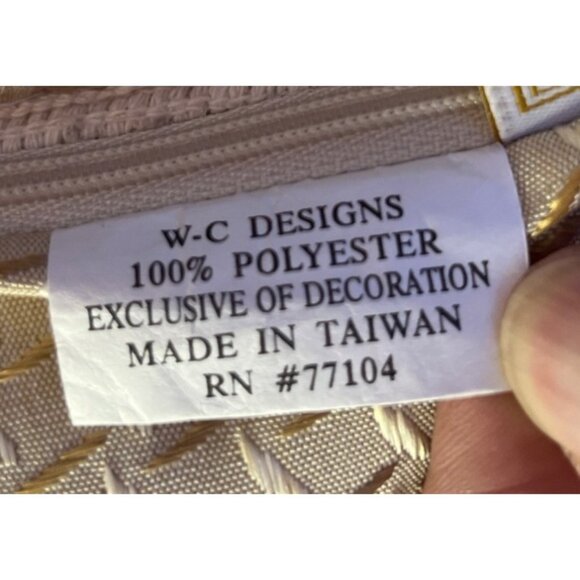 W-C DESIGNS
100% POLYESTER
EXCLUSIVE OF DECORATION
MADE IN TAIWAN
RN #77104